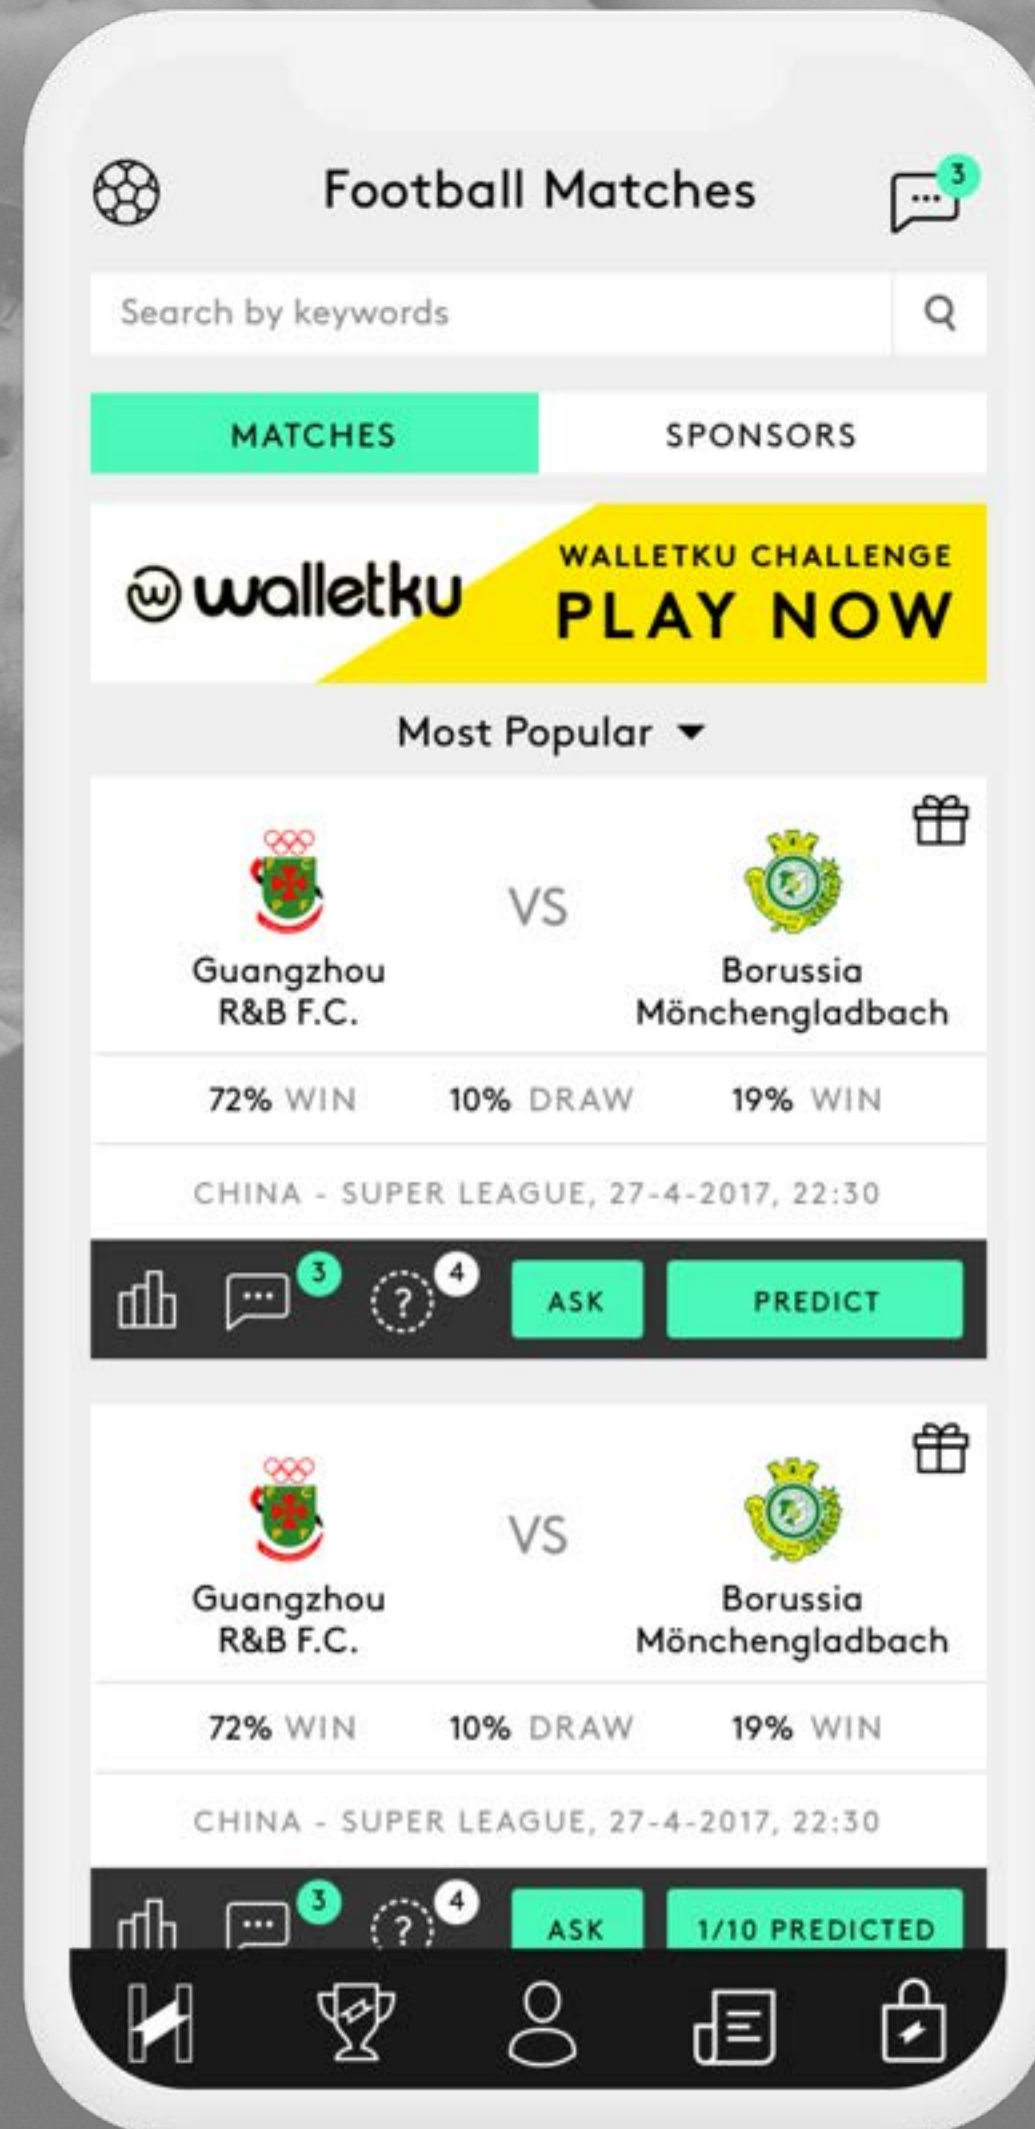 Football Matches
3
Search by keywords
MATCHES SPONSORS
walletku
WALLETKU CHALLENGE
PLAY NOW
Most Popular
VS
Guangzhou
R&B F.C.
Borussia
Mönchengladbach
72% WIN 10% DRAW 19% WIN
CHINA - SUPER LEAGUE, 27-4-2017, 22:30
3 ? 4 ASK PREDICT
VS
Guangzhou
R&B F.C.
Borussia
Mönchengladbach
72% WIN 10% DRAW 19% WIN
CHINA - SUPER LEAGUE, 27-4-2017, 22:30
3 ? 4 ASK 1/10 PREDICTED